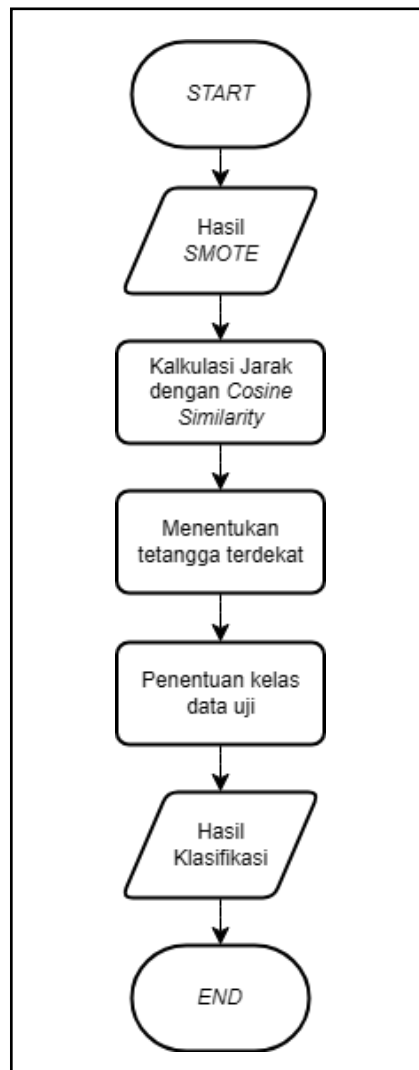 START
Hasil
SMOTE
Kalkulasi Jarak
dengan Cosine
Similarity
Menentukan
tetangga terdekat
Penentuan kelas
data uji
Hasil
Klasifikasi
END